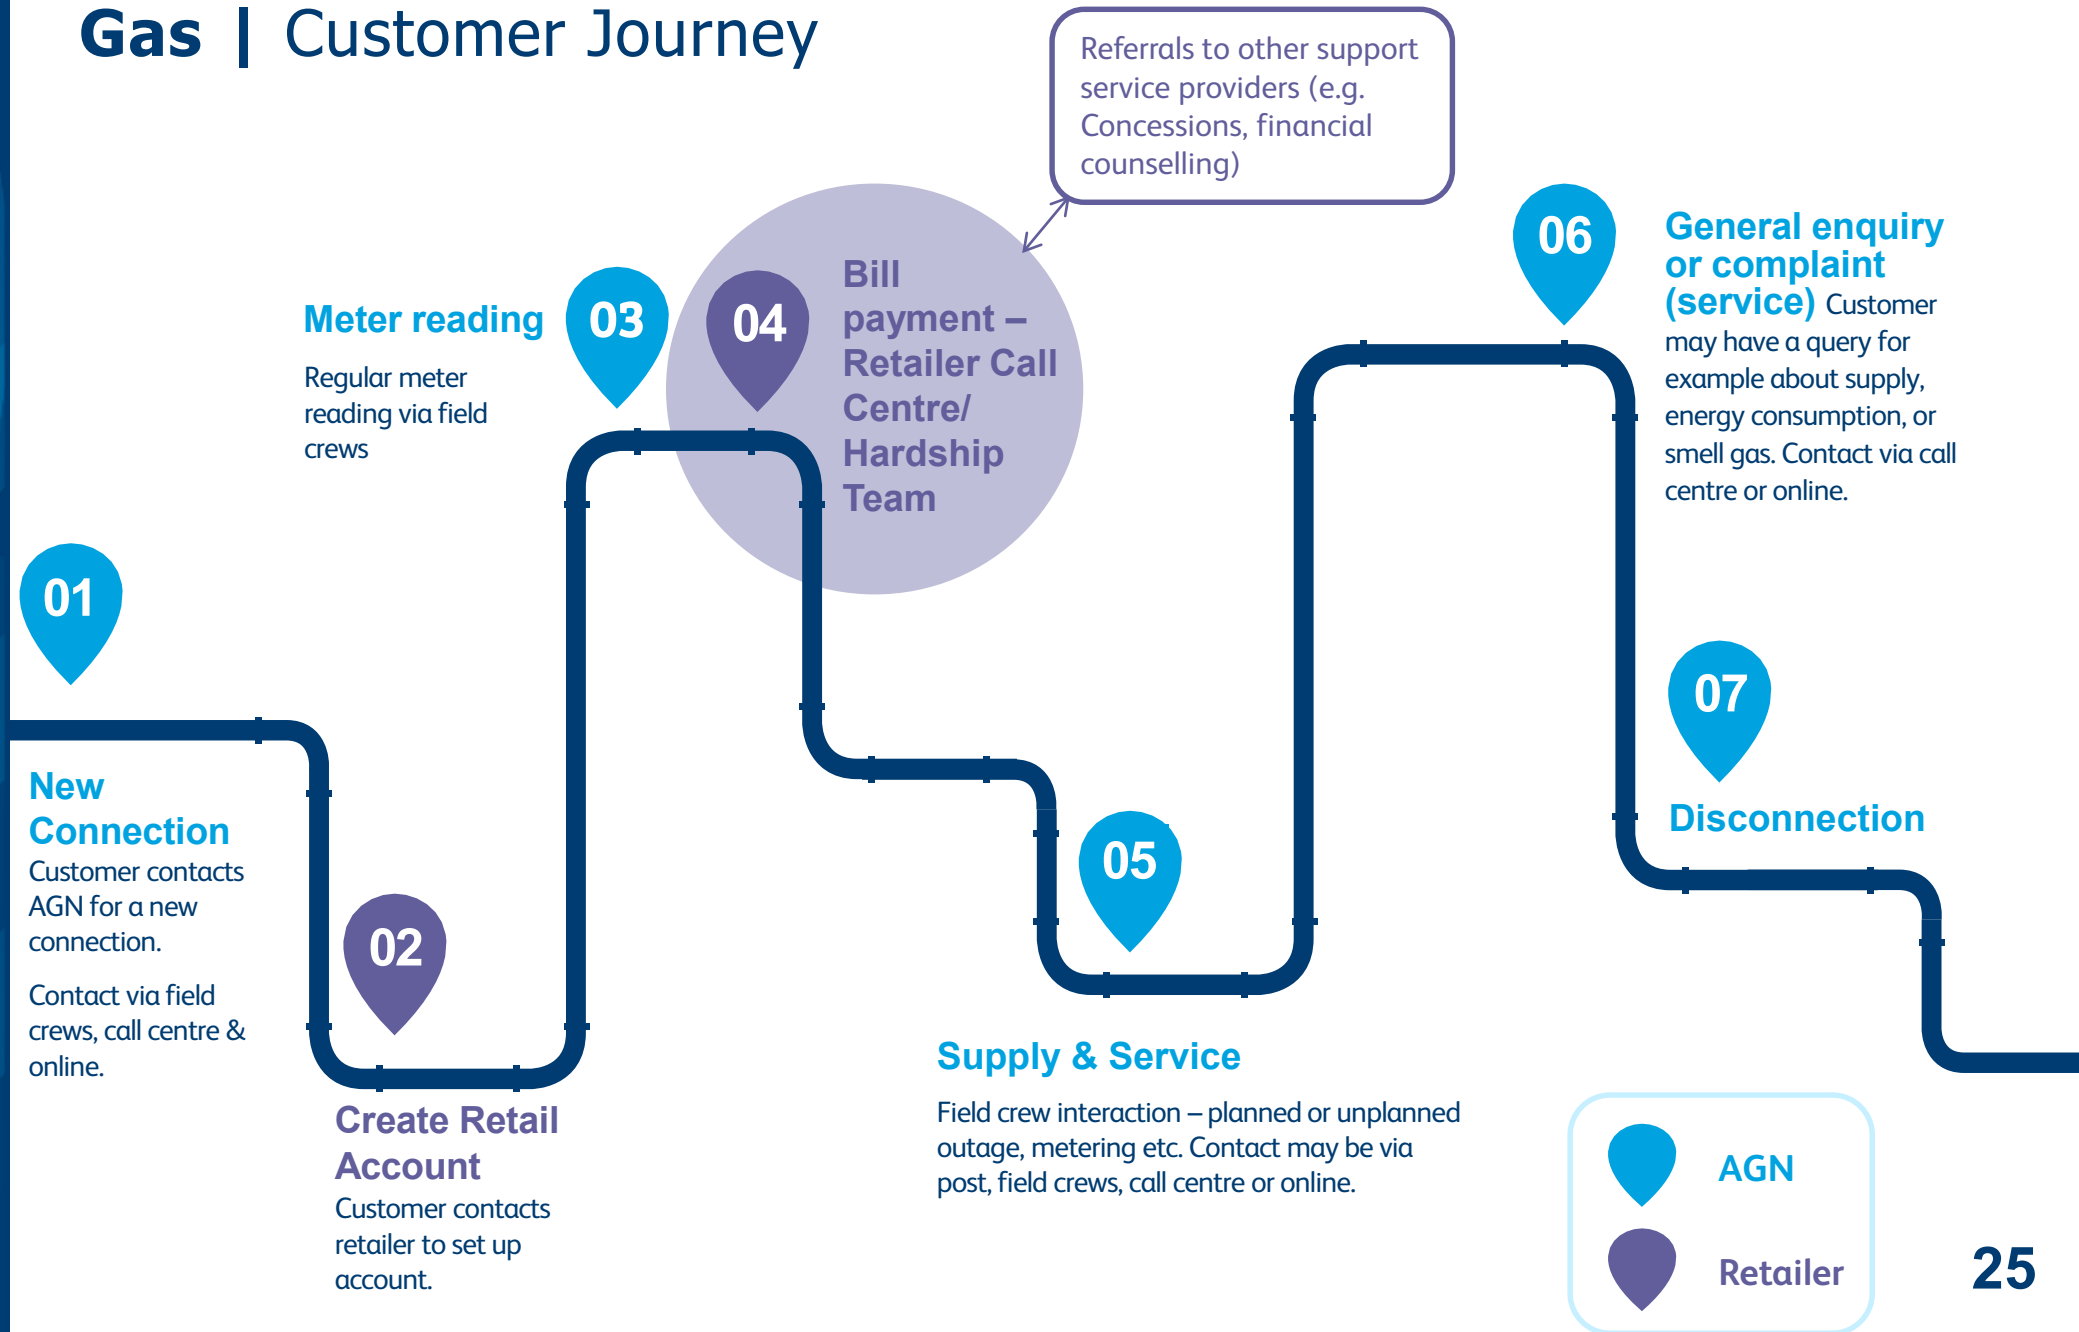 Gas | Customer Journey
Referrals to other support
service providers (e.g.
Concessions, financial
counselling)
01
New
Connection
Customer contacts
AGN for a new
connection.
Contact via field
crews, call centre &
online.
02
Create Retail
Account
Customer contacts
retailer to set up
account.
Meter reading
03
Regular meter
reading via field
crews
04
Bill
payment –
Retailer Call
Centre/
Hardship
Team
05
Supply & Service
Field crew interaction – planned or unplanned
outage, metering etc. Contact may be via
post, field crews, call centre or online.
06
General enquiry
or complaint
(service) Customer
may have a query for
example about supply,
energy consumption, or
smell gas. Contact via call
centre or online.
07
Disconnection
AGN
Retailer
25